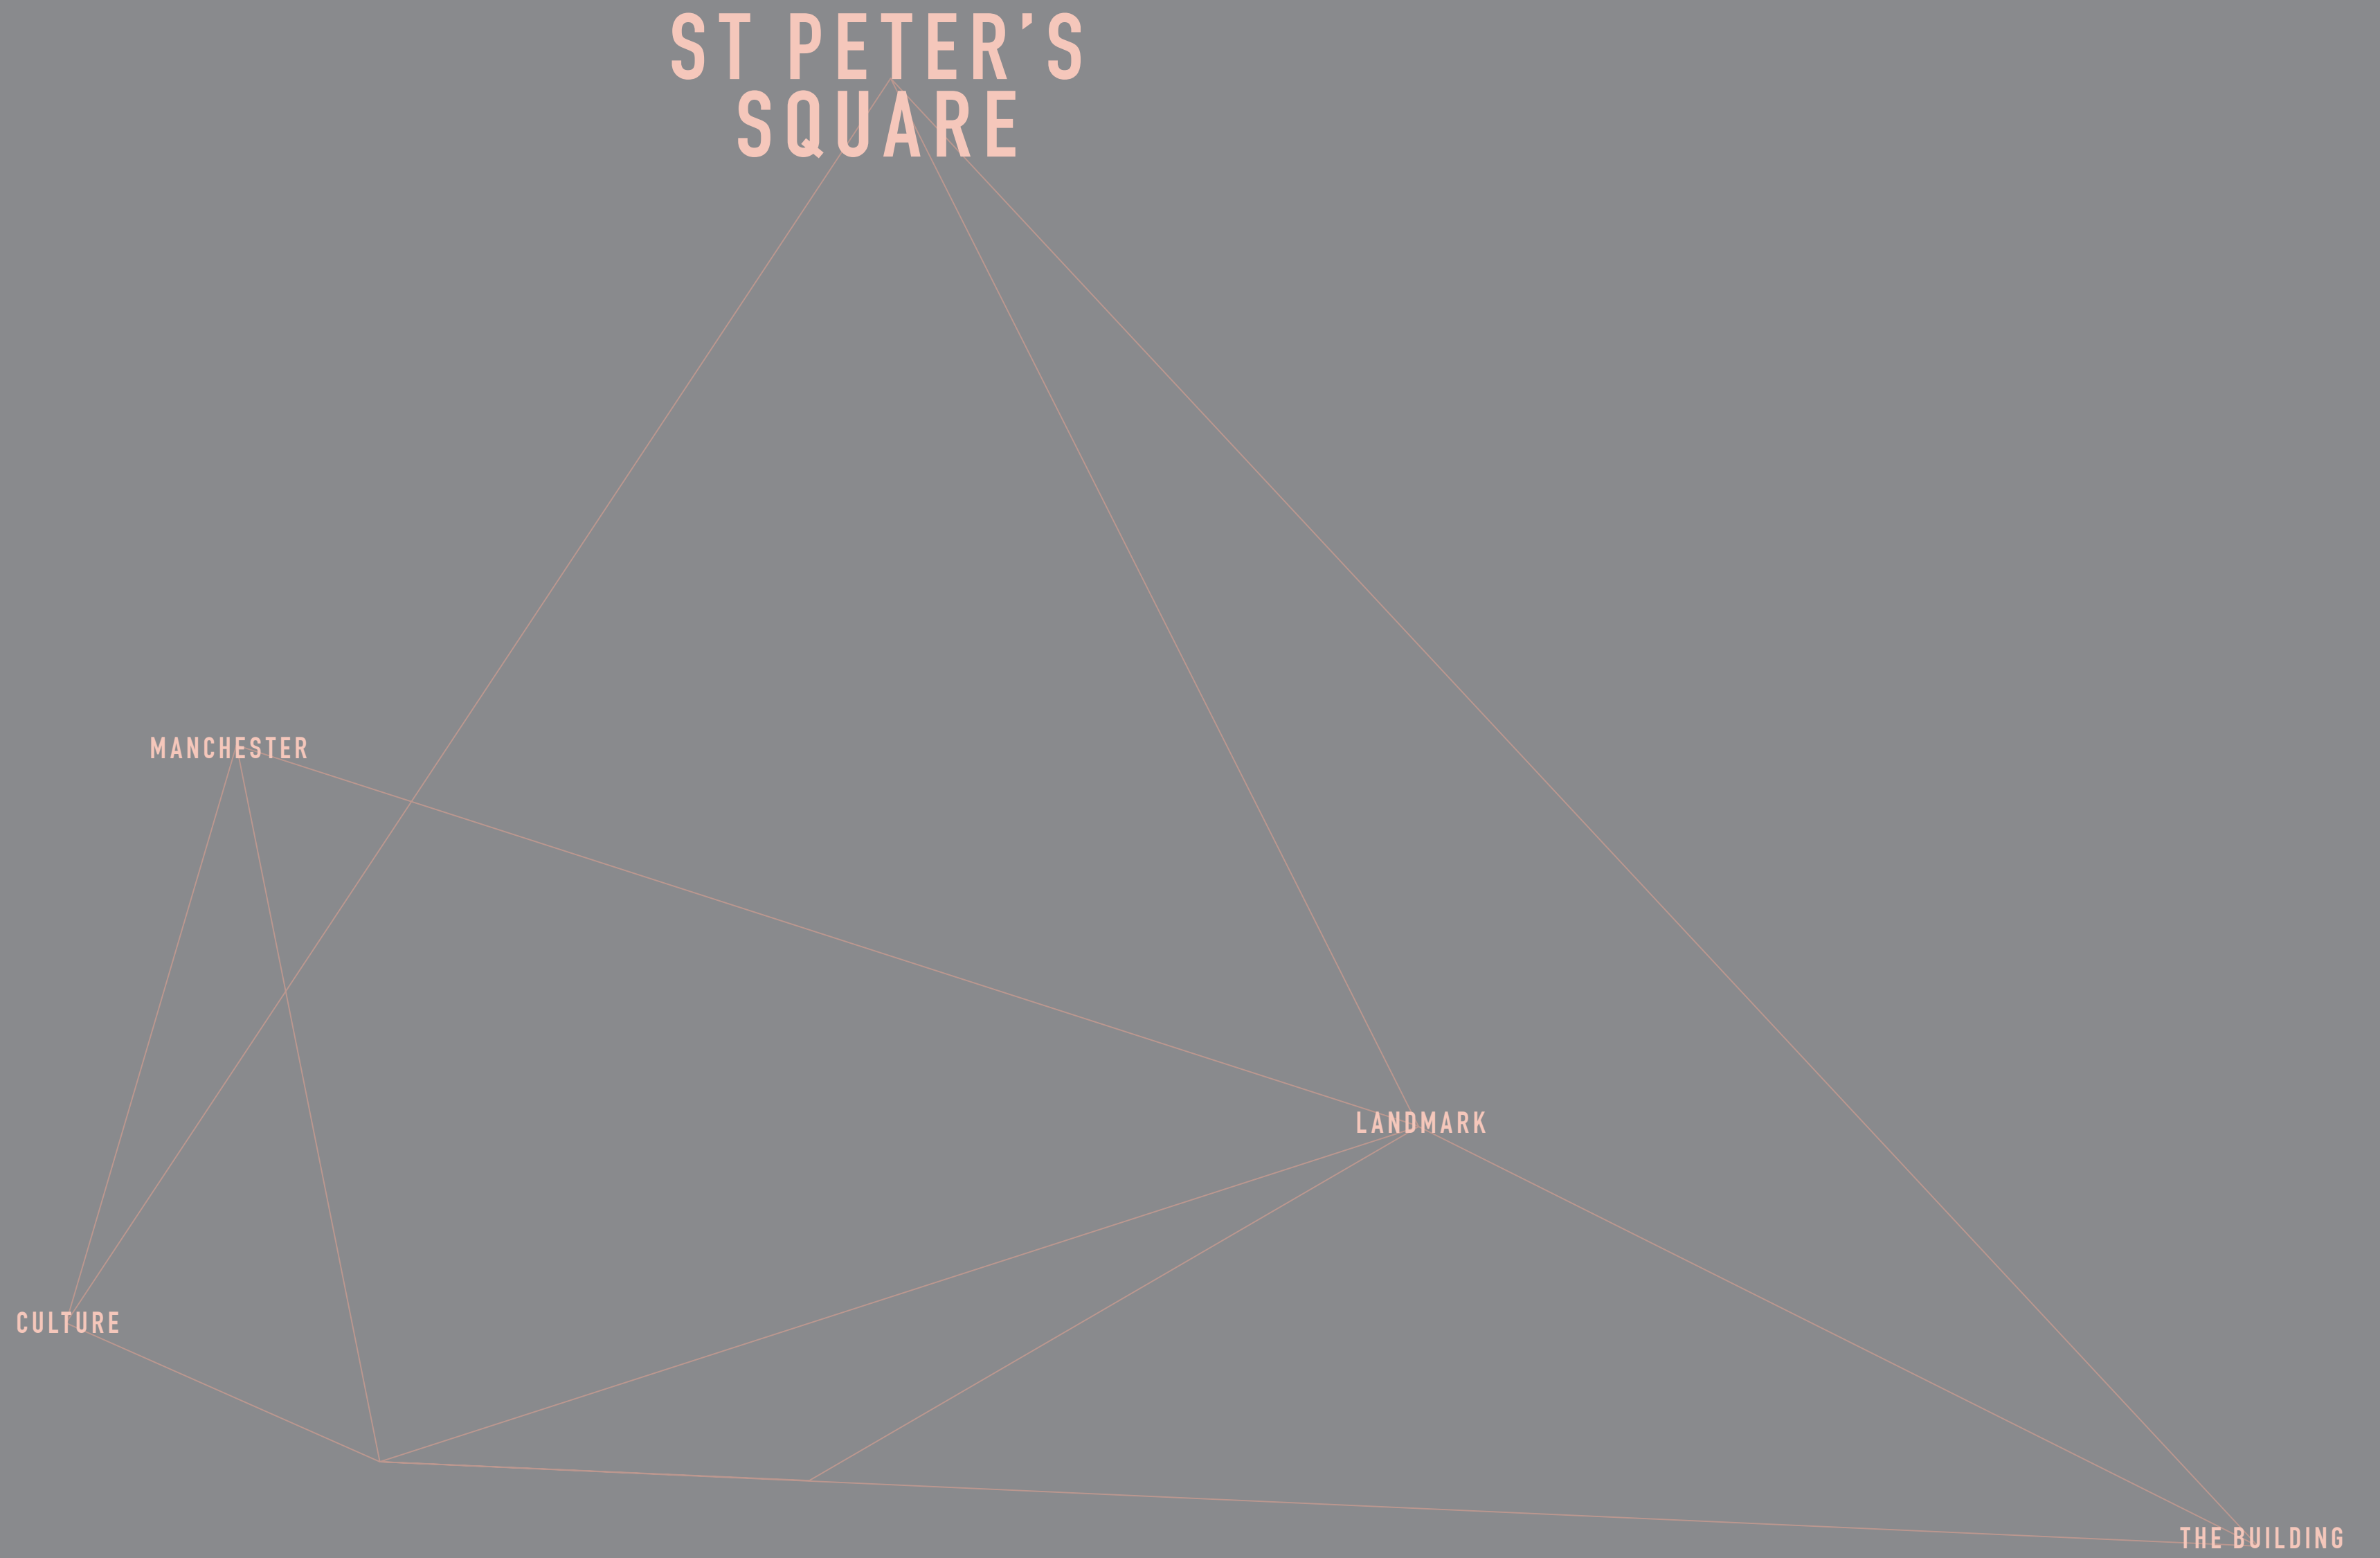 ST PETER'S
SQUARE
MANCHESTER
LANDMARK
CULTURE
THE BUILDING